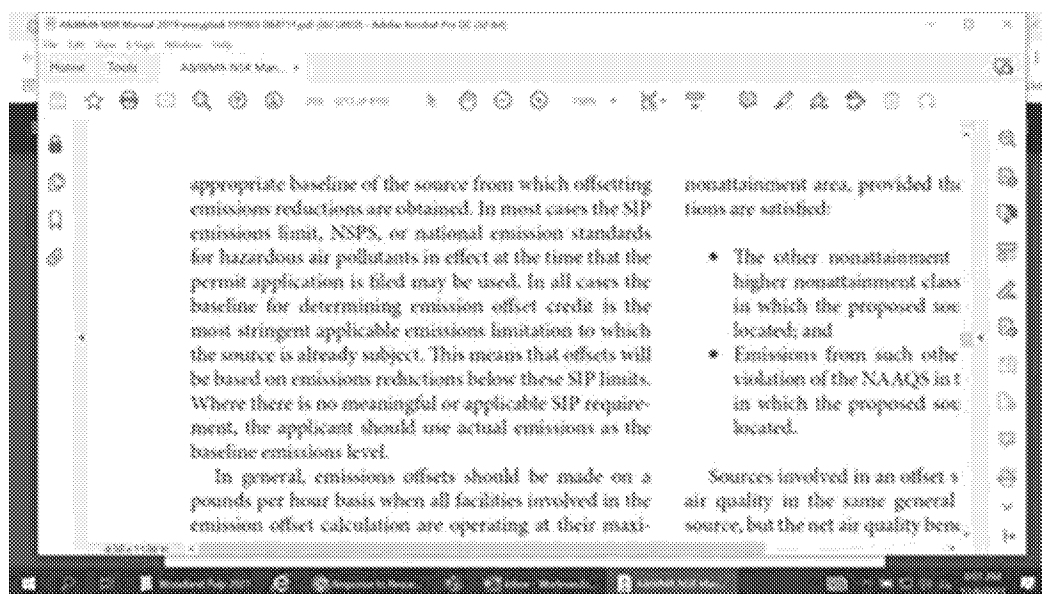 Home Tools
appropriate baseline of the source from which offsetting
emissions reductions are obtained. In most cases the SIP
emissions limit, NSPS, or national emission standards
for hazardous air pollutants in effect at the time that the
permit application is filed may be used. In all cases the
baseline for determining emission offset credit is the
most stringent applicable emissions limitation to which
the source is already subject. This means that offsets will
be based on emissions reductions below these SIP limits.
Where there is no meaningful or applicable SIP require-
ment, the applicant should use actual emissions as the
baseline emissions level.
In general, emissions offsets should be made on a
pounds per hour basis when all facilities involved in the
emission offset calculation are operating at their maxi-
nonattainment area, provided the
tions are satisfied:
• The other nonattainment
higher nonattainment class
in which the proposed sou
located; and
• Emissions from such othe
violation of the NAAQS in t
in which the proposed sou
located.
Sources involved in an offset s
air quality in the same general
source, but the net air quality bene